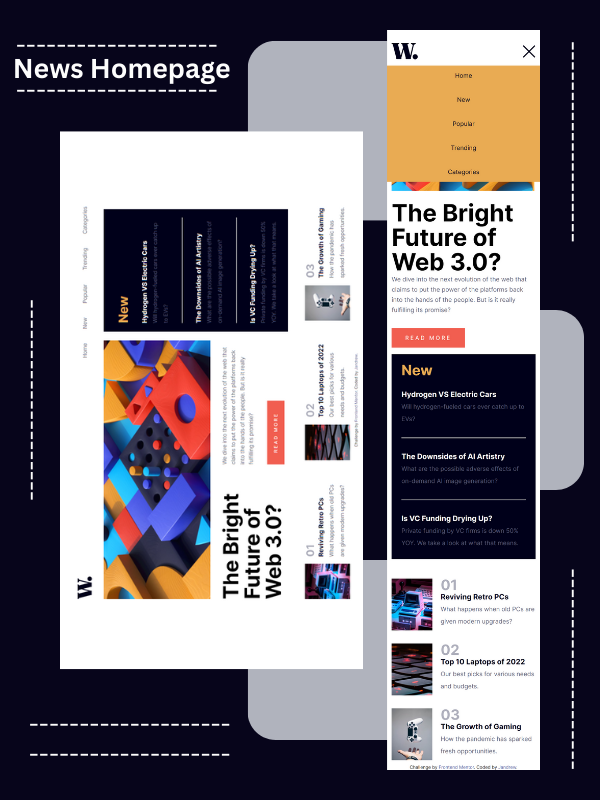 News Homepage
W.
Home
New
Popular
Trending
Categories
The Bright
Future of
Web 3.0?
We dive into the next evolution of the web that
claims to put the power of the platforms back
into the hands of the people. But is it really
fulfilling its promise?
READ MORE
New
Hydrogen VS Electric Cars
Will hydrogen-fueled cars ever catch up to
EVs?
The Downsides of AI Artistry
What are the possible adverse effects of
on-demand AI image generation?
Is VC Funding Drying Up?
Private funding by VC firms is down 50%
YOY. We take a look at what that means.
01
Reviving Retro PCs
What happens when old PCs
are given modern upgrades?
02
Top 10 Laptops of 2022
Our best picks for various
needs and budgets.
03
The Growth of Gaming
How the pandemic has
sparked fresh opportunities.
Challenge by Frontend Mentor. Coded by Jandrew.
W.
Home
New
Popular
Trending
Categories
The Bright
Future of
Web 3.0?
We dive into the next evolution of the web that
claims to put the power of the platforms back
into the hands of the people. But is it really
fulfilling its promise?
READ MORE
New
Hydrogen VS Electric Cars
Will hydrogen-fueled cars ever catch up to
EVs?
The Downsides of AI Artistry
What are the possible adverse effects of
on-demand AI image generation?
Is VC Funding Drying Up?
Private funding by VC firms is down 50%
YOY. We take a look at what that means.
01
Reviving Retro PCs
What happens when old PCs are
given modern upgrades?
02
Top 10 Laptops of 2022
Our best picks for various needs
and budgets.
03
The Growth of Gaming
How the pandemic has sparked
fresh opportunities.
Challenge by Frontend Mentor. Coded by Jandrew.